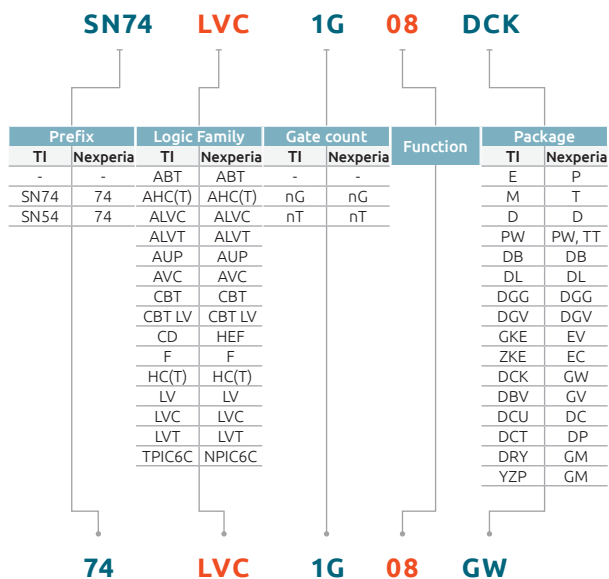 SN74 LVC 1G 08 DCK
Prefix Logic Family Gate count Function Package
TI Nexperia TI Nexperia TI Nexperia TI Nexperia
- - ABT ABT - - E P
SN74 74 AHC(T) AHC(T) nG nG M T
SN54 74 ALVC ALVC nT nT D D
ALVT ALVT PW PW, TT
AUP AUP DB DB
AVC AVC DL DL
CBT CBT DGG DGG
CBT LV CBT LV DGV DGV
CD HEF GKE EV
F F ZKE EC
HC(T) HC(T) DCK GW
LV LV DBV GV
LVC LVC DCU DC
LVT LVT DCT DP
TPIC6C NPIC6C DRY GM
YZP GM
74 LVC 1G 08 GW